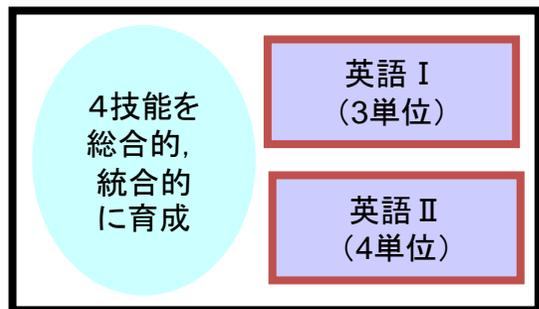 ４技能を
総合的，
統合的
に育成
英語Ⅰ
（3単位）
英語Ⅱ
（4単位）